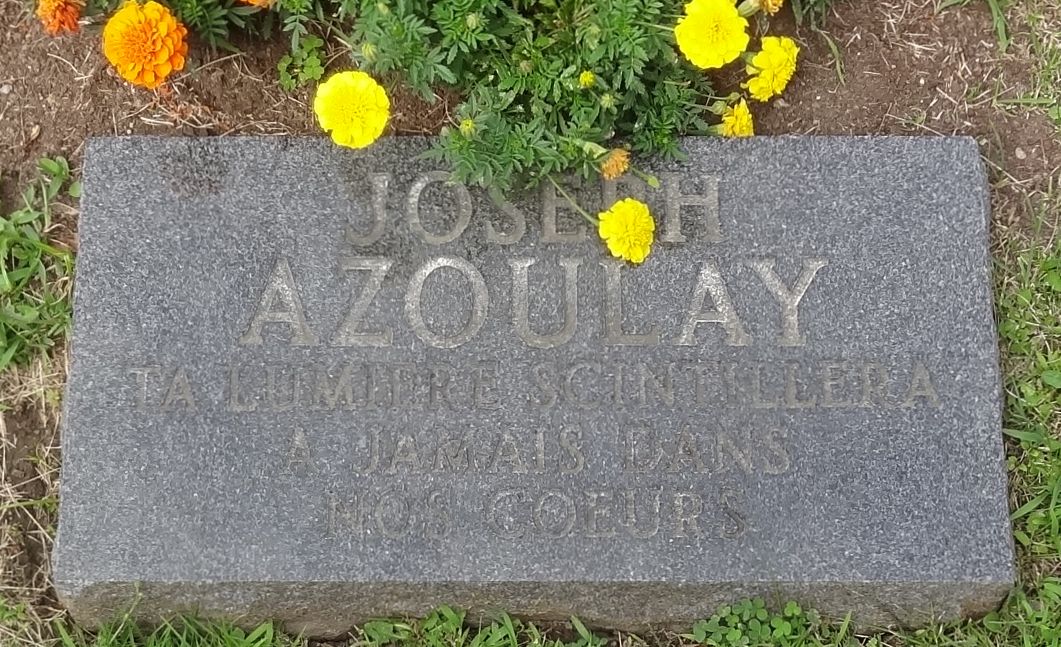 JOSEPH
AZOULAY
TA LUMIERE SCINTILLERA
A JAMAIS DANS
NOS COEURS